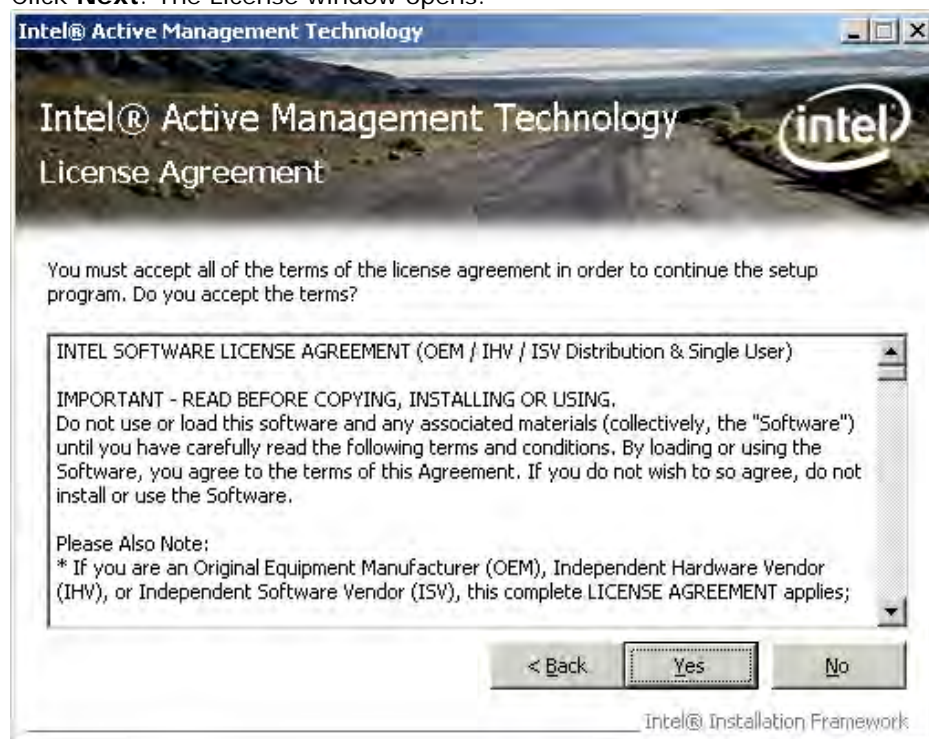 Click Next. The License window opens.
Intel® Active Management Technology
Intel® Active Management Technology
intel
License Agreement
You must accept all of the terms of the license agreement in order to continue the setup
program. Do you accept the terms?
INTEL SOFTWARE LICENSE AGREEMENT (OEM / IHV / ISV Distribution & Single User)
IMPORTANT - READ BEFORE COPYING, INSTALLING OR USING.
Do not use or load this software and any associated materials (collectively, the "Software")
until you have carefully read the following terms and conditions. By loading or using the
Software, you agree to the terms of this Agreement. If you do not wish to so agree, do not
install or use the Software.
Please Also Note:
* If you are an Original Equipment Manufacturer (OEM), Independent Hardware Vendor
(IHV), or Independent Software Vendor (ISV), this complete LICENSE AGREEMENT applies;
< Back Yes No
Intel® Installation Framework